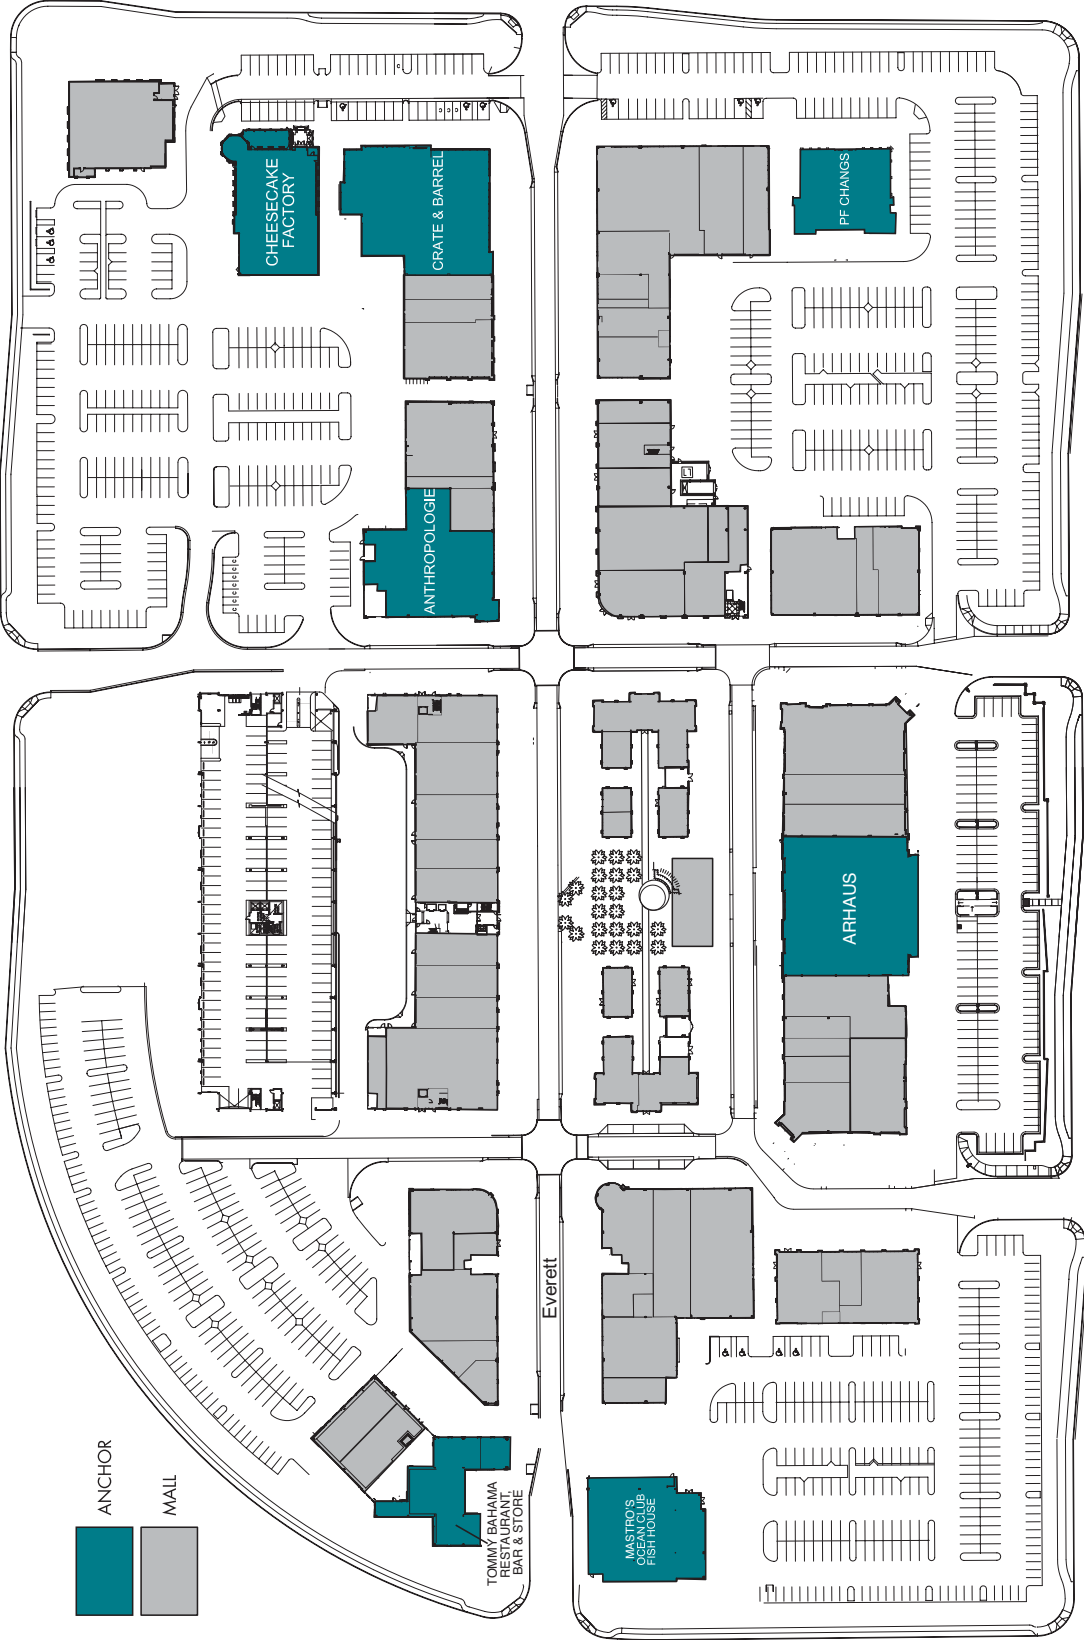 CHEESECAKE
FACTORY
CRATE & BARREL
PF CHANGS
ANTHROPOLOGIE
ARHAUS
Everett
ANCHOR
MALL
TOMMY BAHAMA
RESTAURANT,
BAR & STORE
MASTRO'S
OCEAN CLUB
FISH HOUSE